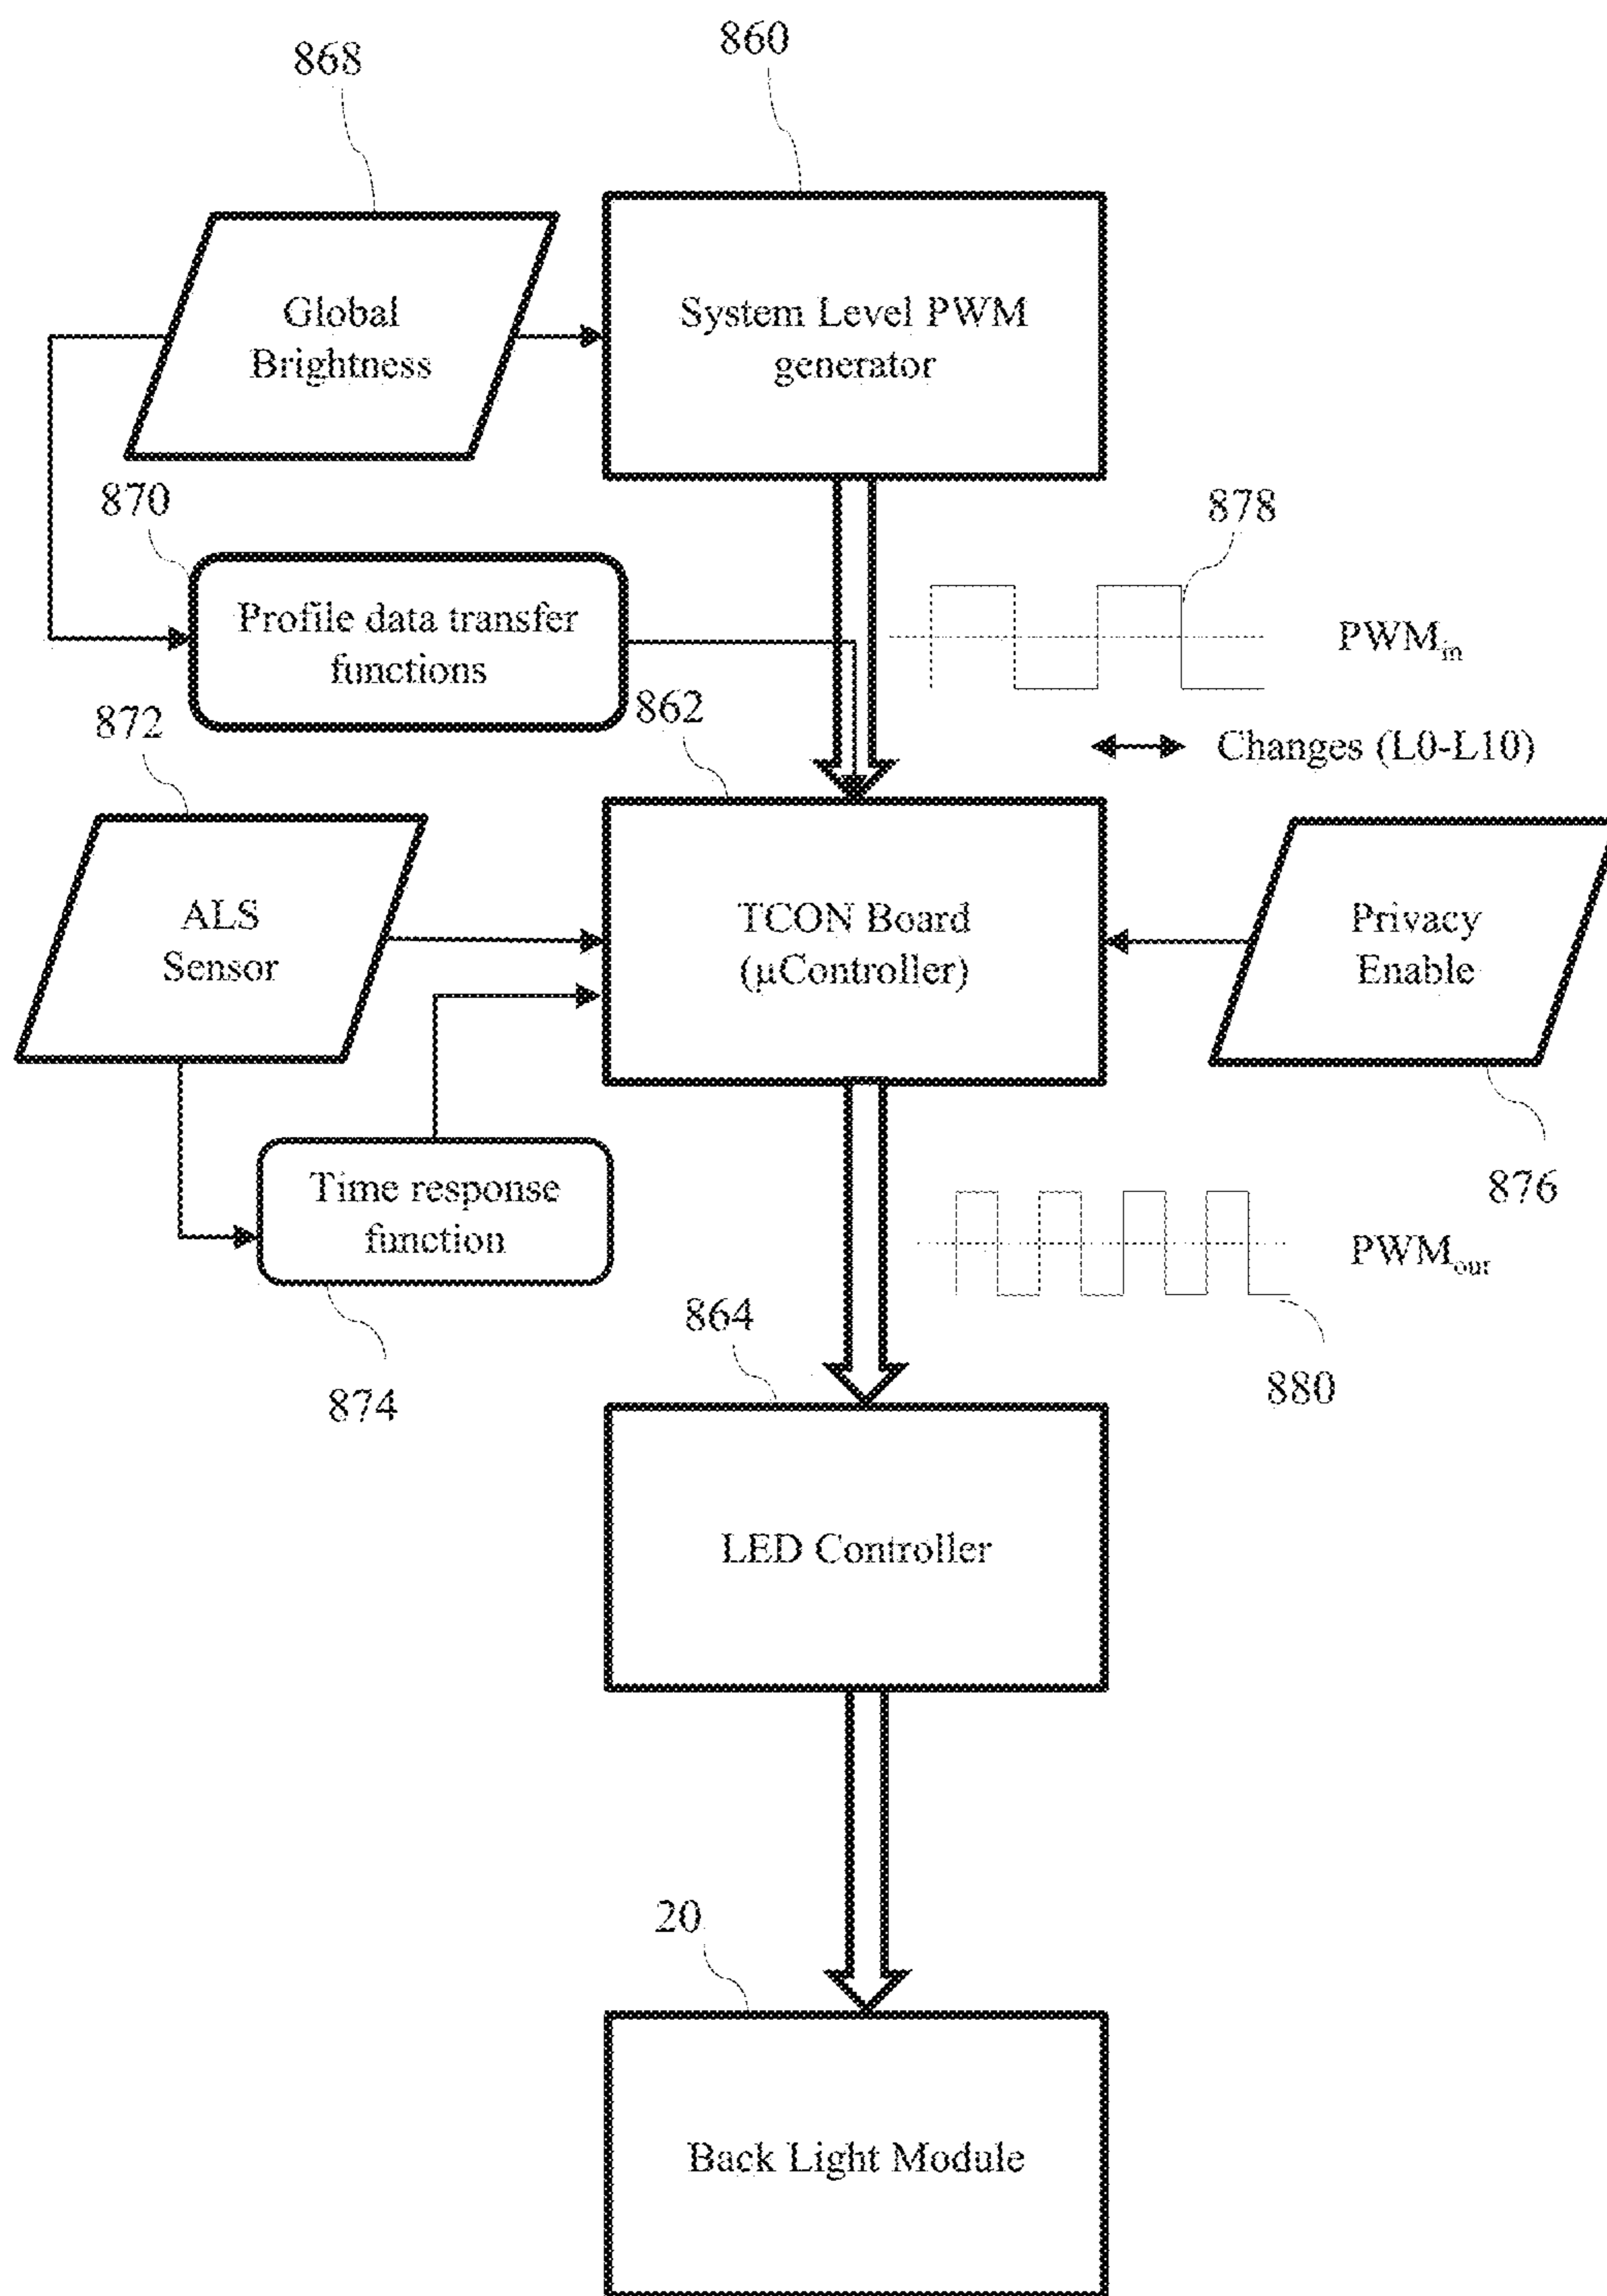 868
860
Global
Brightness
System Level PWM
generator
870
878
Profile data transfer
functions
PWMin
862
872
Changes (L0-L10)
ALS
Sensor
TCON Board
(µController)
Privacy
Enable
876
Time response
function
PWMout
864
880
874
LED Controller
20
Back Light Module